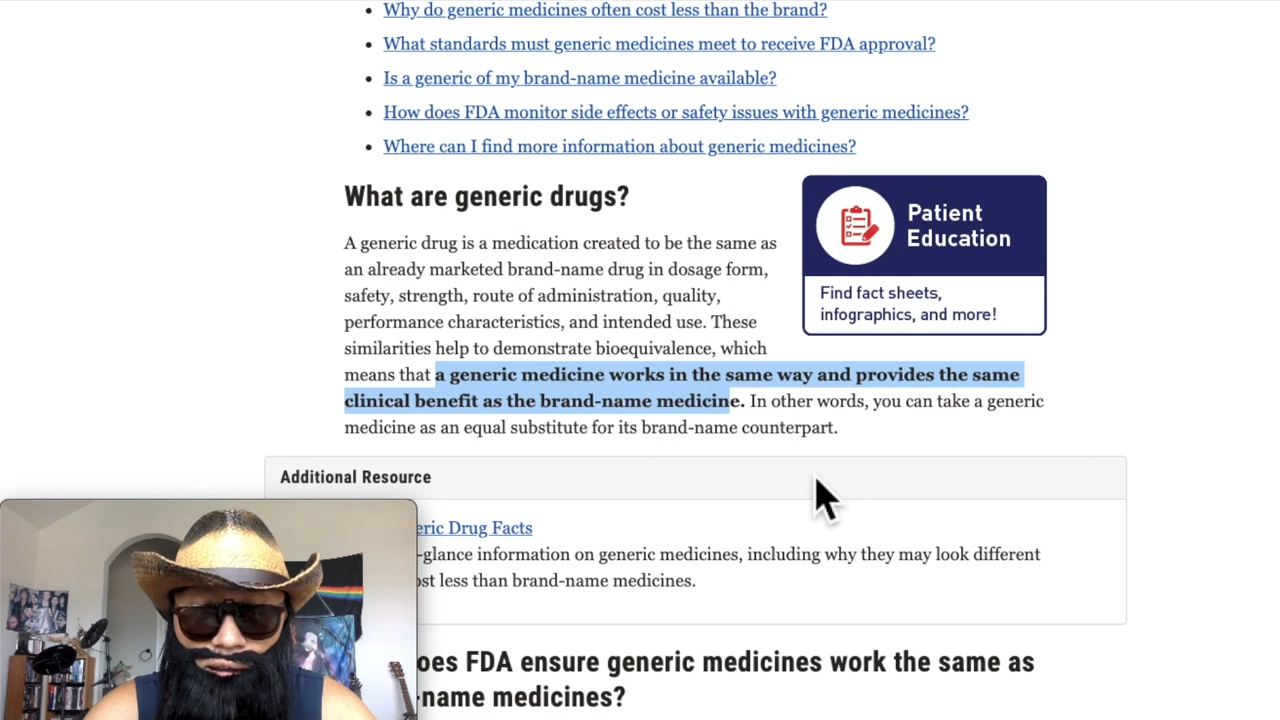 Why do generic medicines often cost less than the brand?
What standards must generic medicines meet to receive FDA approval?
Is a generic of my brand-name medicine available?
How does FDA monitor side effects or safety issues with generic medicines?
Where can I find more information about generic medicines?
What are generic drugs?
A generic drug is a medication created to be the same as
an already marketed brand-name drug in dosage form,
safety, strength, route of administration, quality,
performance characteristics, and intended use. These
similarities help to demonstrate bioequivalence, which
means that a generic medicine works in the same way and provides the same
clinical benefit as the brand-name medicine. In other words, you can take a generic
medicine as an equal substitute for its brand-name counterpart.
Patient
Education
Find fact sheets,
infographics, and more!
Additional Resource
eric Drug Facts
-glance information on generic medicines, including why they may look different
ost less than brand-name medicines.
oes FDA ensure generic medicines work the same as
-name medicines?